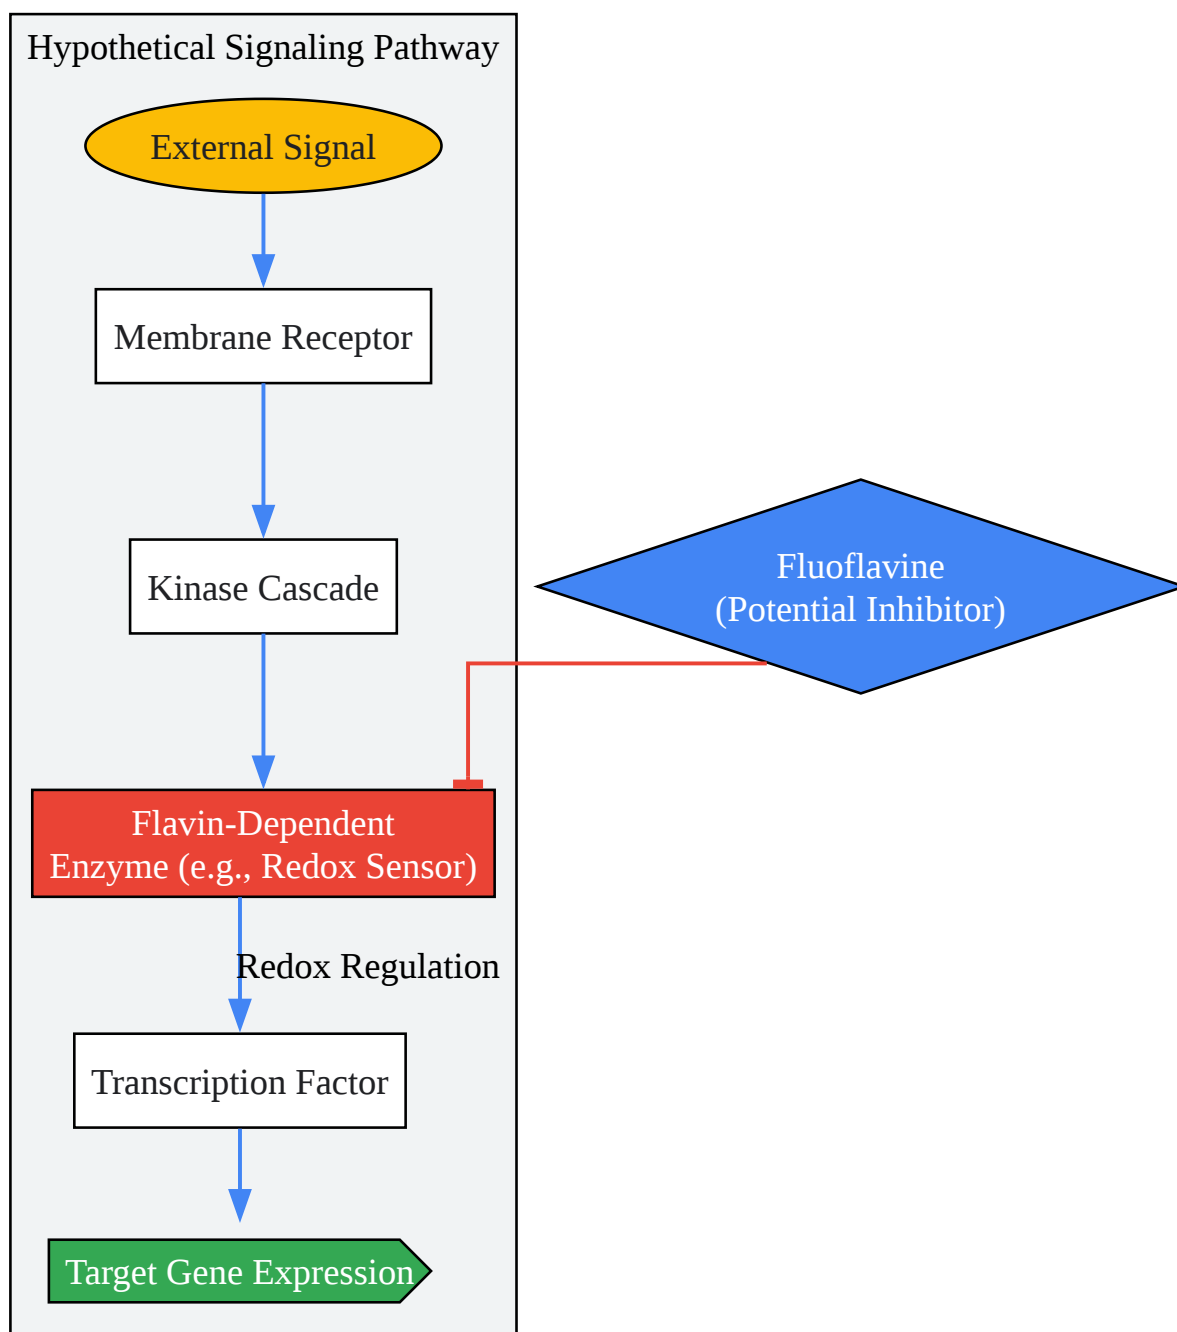 Hypothetical Signaling Pathway
External Signal
Membrane Receptor
Kinase Cascade
Fluoflavine
(Potential Inhibitor)
Flavin-Dependent
Enzyme (e.g., Redox Sensor)
Redox Regulation
Transcription Factor
Target Gene Expression